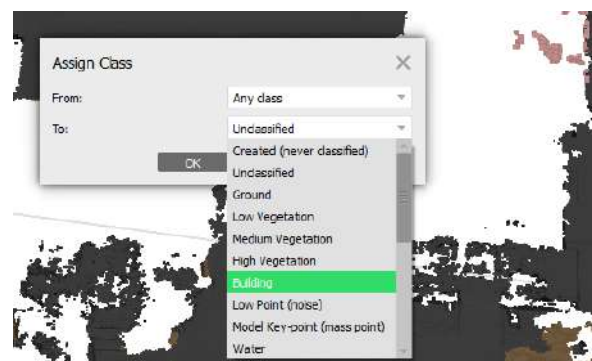 Assign Class
From:
Any class
To:
Unclassified
OK
Created (never classified)
Unclassified
Ground
Low Vegetation
Medium Vegetation
High Vegetation
Building
Low Point (noise)
Model Key-point (mass point)
Water